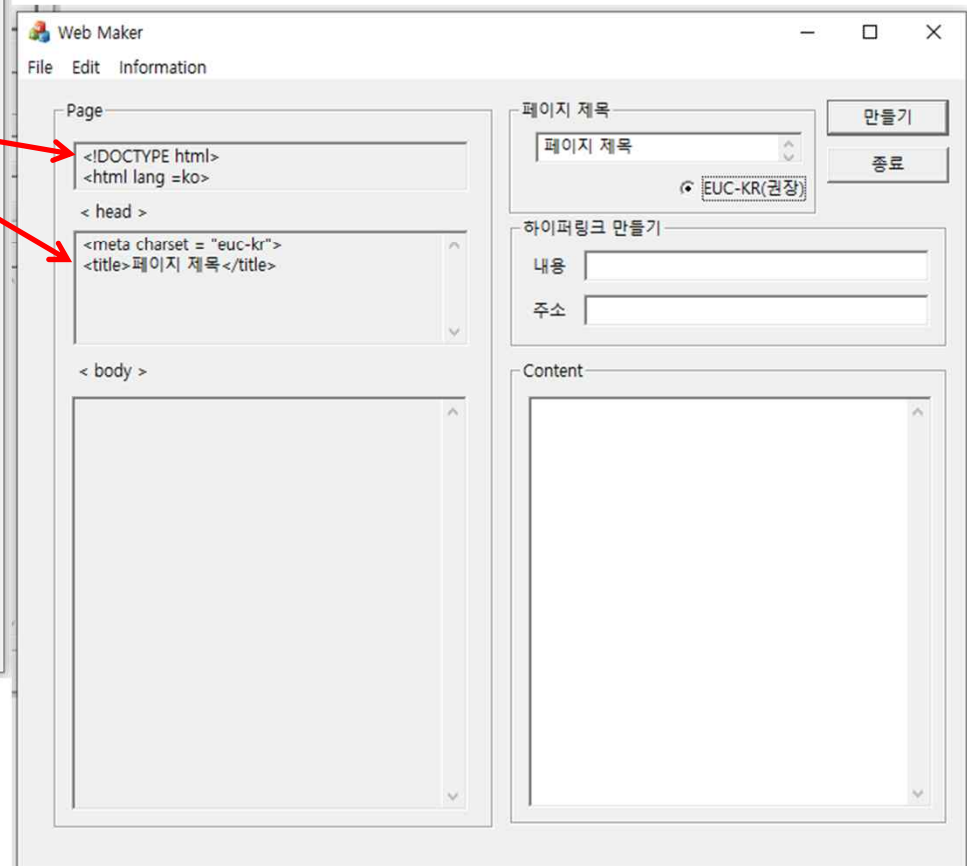 Web Maker
File Edit Information
Page
<!DOCTYPE html>
<html lang =ko>
< head >
<meta charset = "euc-kr">
<title>페이지 제목</title>
< body >
페이지 제목
페이지 제목
EUC-KR(권장)
만들기
종료
하이퍼링크 만들기
내용
주소
Content